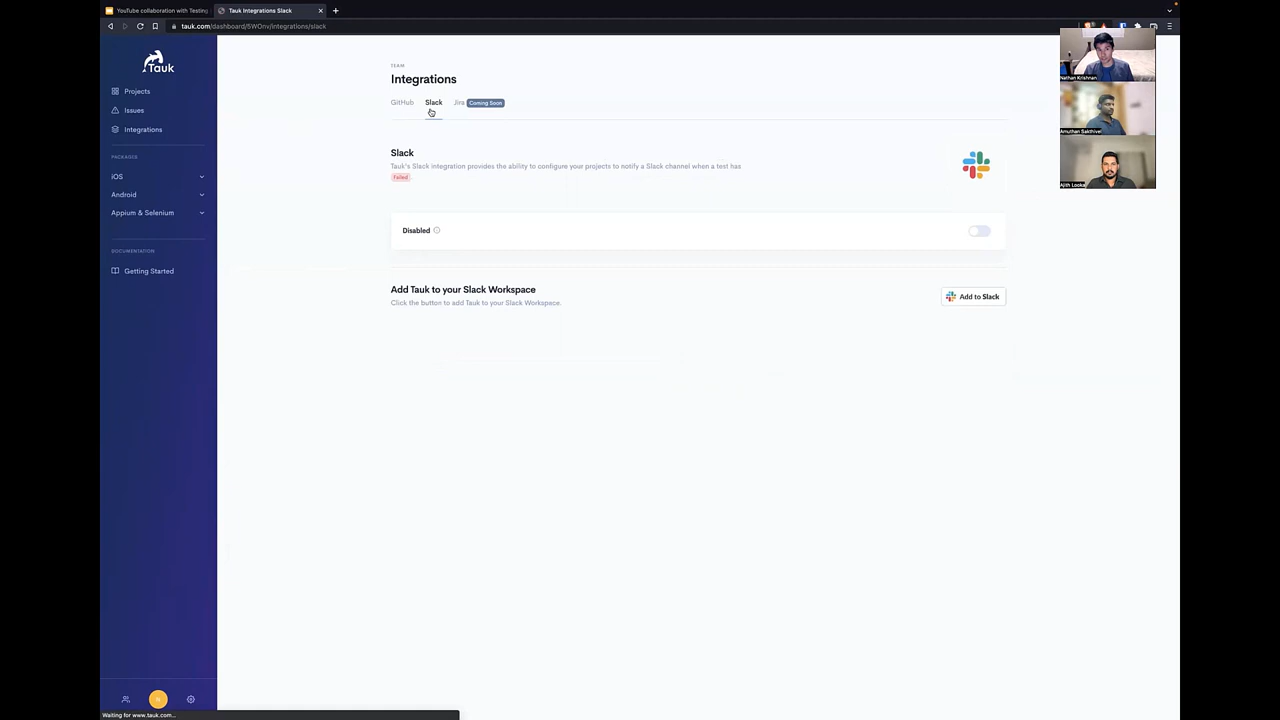 YouTube collaboration with Testing
Tauk Integrations Slack
tauk.com/dashboard/5WOnv/integrations/slack
Tauk
Projects
Issues
Integrations
PACKAGES
iOS
Android
Appium & Selenium
DOCUMENTATION
Getting Started
TEAM
Integrations
GitHub
Slack
Jira
Coming Soon
Slack
Tauk's Slack integration provides the ability to configure your projects to notify a Slack channel when a test has
failed
Disabled
Add Tauk to your Slack Workspace
Click the button to add Tauk to your Slack Workspace.
Add to Slack
Nathan Krishnan
Amuthan Sakthivel
Ajith Looka
Waiting for www.tauk.com...